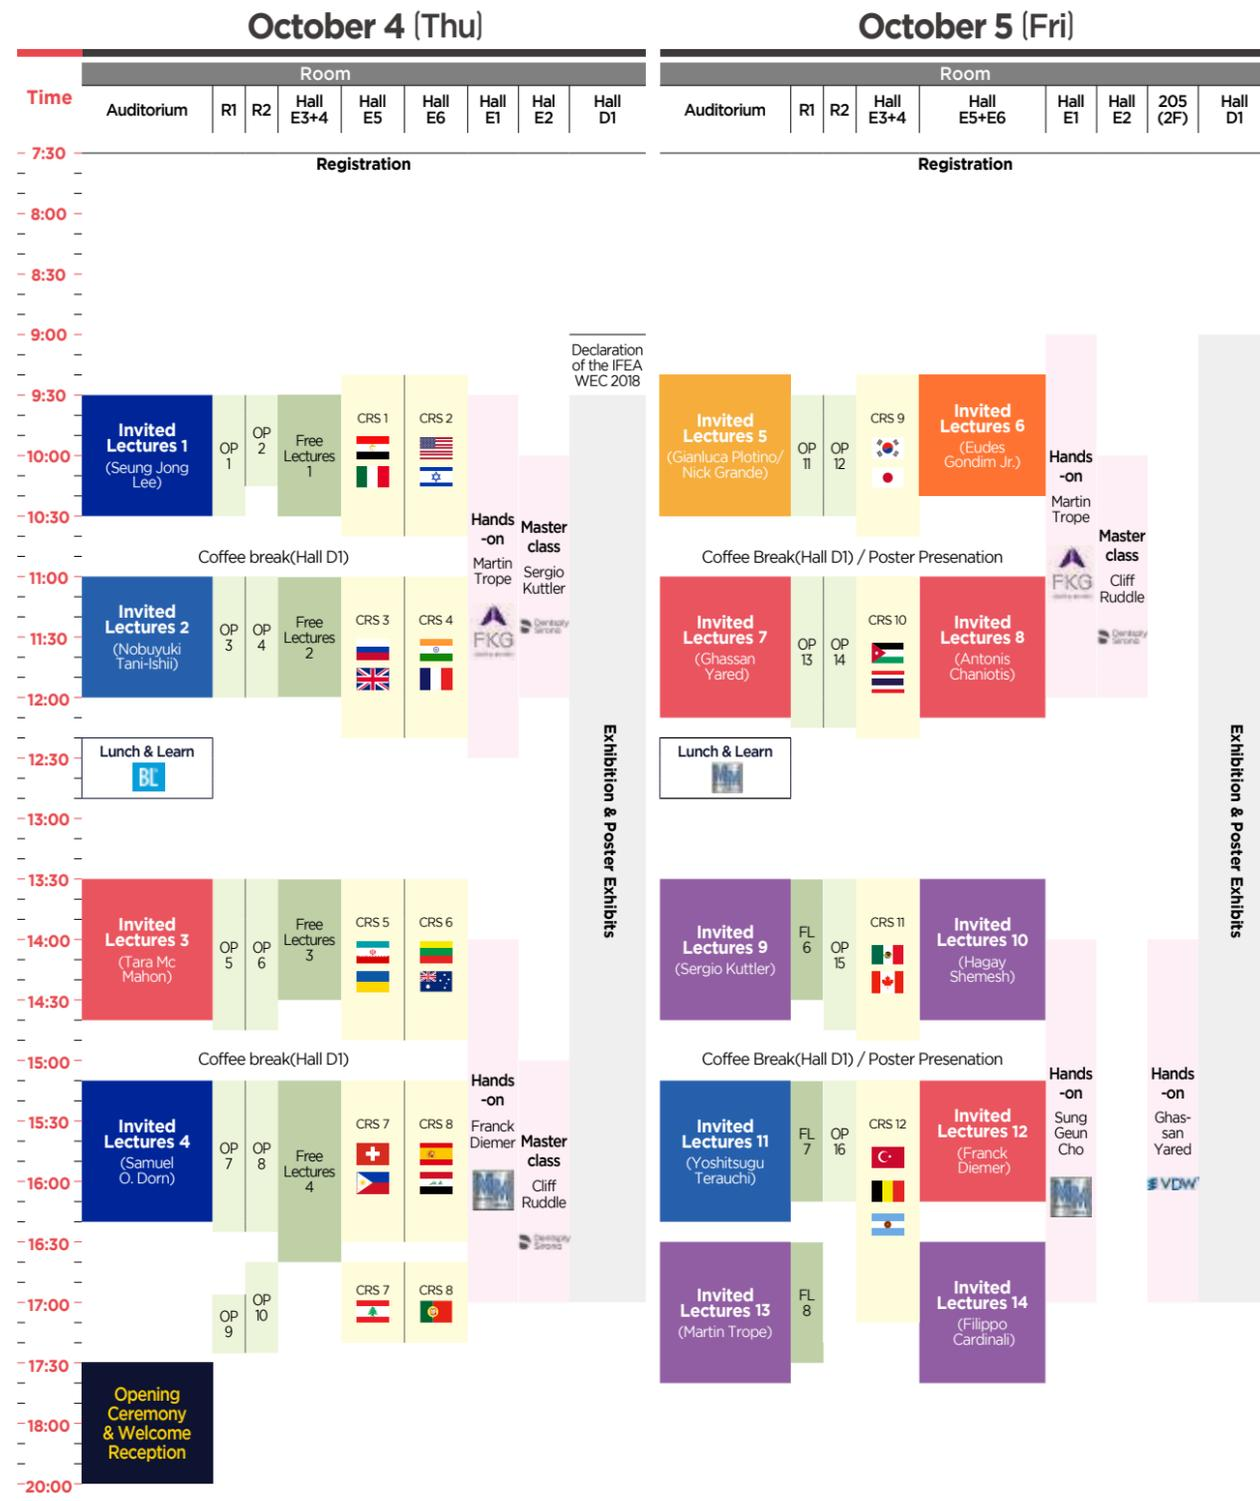 October 4 (Thu)
October 5 (Fri)
Room
Room
Time
Auditorium
R1
R2
Hall
E3+4
Hall
E5
Hall
E6
Hall
E1
Hal
E2
Hall
D1
Auditorium
R1
R2
Hall
E3+4
Hall
E5+E6
Hall
E1
Hall
E2
205
(2F)
Hall
D1
7:30
8:00
8:30
9:00
9:30
10:00
10:30
11:00
11:30
12:00
12:30
13:00
13:30
14:00
14:30
15:00
15:30
16:00
16:30
17:00
17:30
18:00
20:00
Registration
Declaration
of the IFEA
WEC 2018
Invited
Lectures 1
(Seung Jong
Lee)
OP
1
OP
2
Free
Lectures
1
CRS 1
CRS 2
Coffee break(Hall D1)
Invited
Lectures 2
(Nobuyuki
Tani-Ishii)
OP
3
OP
4
Free
Lectures
2
CRS 3
CRS 4
Hands
-on
Martin
Trope
FKG
Master
class
Sergio
Kuttler
Dentsply
Sirona
Lunch & Learn
BL
Invited
Lectures 3
(Tara Mc
Mahon)
OP
5
OP
6
Free
Lectures
3
CRS 5
CRS 6
Coffee break(Hall D1)
Invited
Lectures 4
(Samuel
O. Dorn)
OP
7
OP
8
Free
Lectures
4
CRS 7
CRS 8
Hands
-on
Franck
Diemer
MM
Master
class
Cliff
Ruddle
Dentsply
Sirona
OP
9
OP
10
CRS 7
CRS 8
Opening
Ceremony
& Welcome
Reception
Exhibition & Poster Exhibits
Registration
Invited
Lectures 5
(Gianluca Plotino/
Nick Grande)
OP
11
OP
12
CRS 9
Invited
Lectures 6
(Eudes
Gondim Jr.)
Hands
-on
Martin
Trope
FKG
Master
class
Cliff
Ruddle
Dentsply
Sirona
Coffee Break(Hall D1) / Poster Presenation
Invited
Lectures 7
(Ghassan
Yared)
OP
13
OP
14
CRS 10
Invited
Lectures 8
(Antonis
Chaniotis)
Lunch & Learn
MM
Invited
Lectures 9
(Sergio Kuttler)
FL
6
OP
15
CRS 11
Invited
Lectures 10
(Hagay
Shemesh)
Coffee Break(Hall D1) / Poster Presenation
Invited
Lectures 11
(Yoshitsugu
Terauchi)
FL
7
OP
16
CRS 12
Invited
Lectures 12
(Franck
Diemer)
Hands
-on
Sung
Geun
Cho
MM
Hands
-on
Ghas-
san
Yared
VDW
Invited
Lectures 13
(Martin Trope)
FL
8
Invited
Lectures 14
(Filippo
Cardinali)
Exhibition & Poster Exhibits